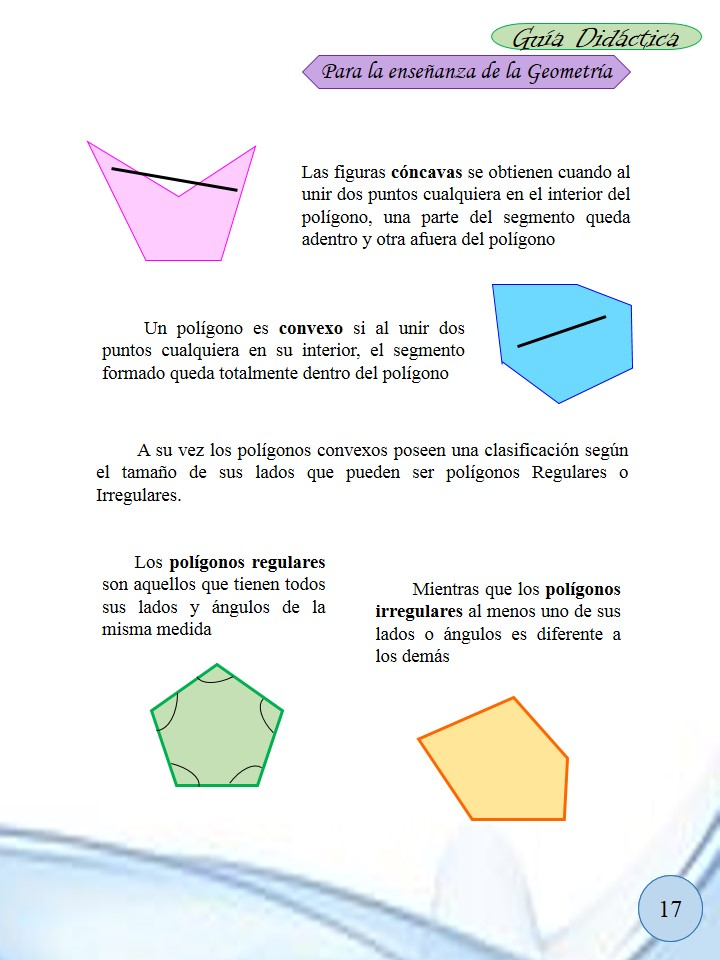 Guía Didáctica
Para la enseñanza de la Geometría
Las figuras cóncavas se obtienen cuando al
unir dos puntos cualquiera en el interior del
polígono, una parte del segmento queda
adentro y otra afuera del polígono
Un polígono es convexo si al unir dos
puntos cualquiera en su interior, el segmento
formado queda totalmente dentro del polígono
A su vez los polígonos convexos poseen una clasificación según
el tamaño de sus lados que pueden ser polígonos Regulares o
Irregulares.
Los polígonos regulares
son aquellos que tienen todos
sus lados y ángulos de la
misma medida
Mientras que los polígonos
irregulares al menos uno de sus
lados o ángulos es diferente a
los demás
17